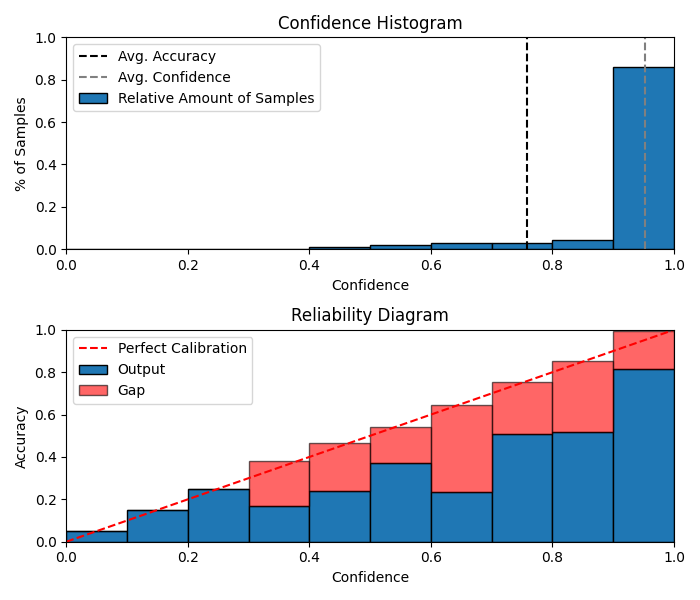 Confidence Histogram
1.0
0.8
0.6
0.4
0.2
0.0
% of Samples
Avg. Accuracy
Avg. Confidence
Relative Amount of Samples
0.0 0.2 0.4 0.6 0.8 1.0
Confidence
Reliability Diagram
1.0
0.8
0.6
0.4
0.2
0.0
Accuracy
Perfect Calibration
Output
Gap
0.0 0.2 0.4 0.6 0.8 1.0
Confidence